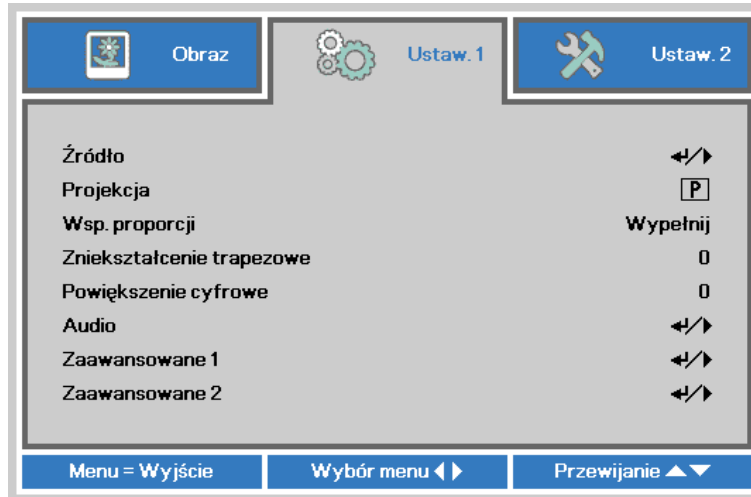 Obraz Ustaw. 1 Ustaw. 2
Źródło
Projekcja P
Wsp. proporcji Wypełnij
Zniekształcenie trapezowe 0
Powiększenie cyfrowe 0
Audio
Zaawansowane 1
Zaawansowane 2
Menu = Wyjście Wybór menu Przewijanie